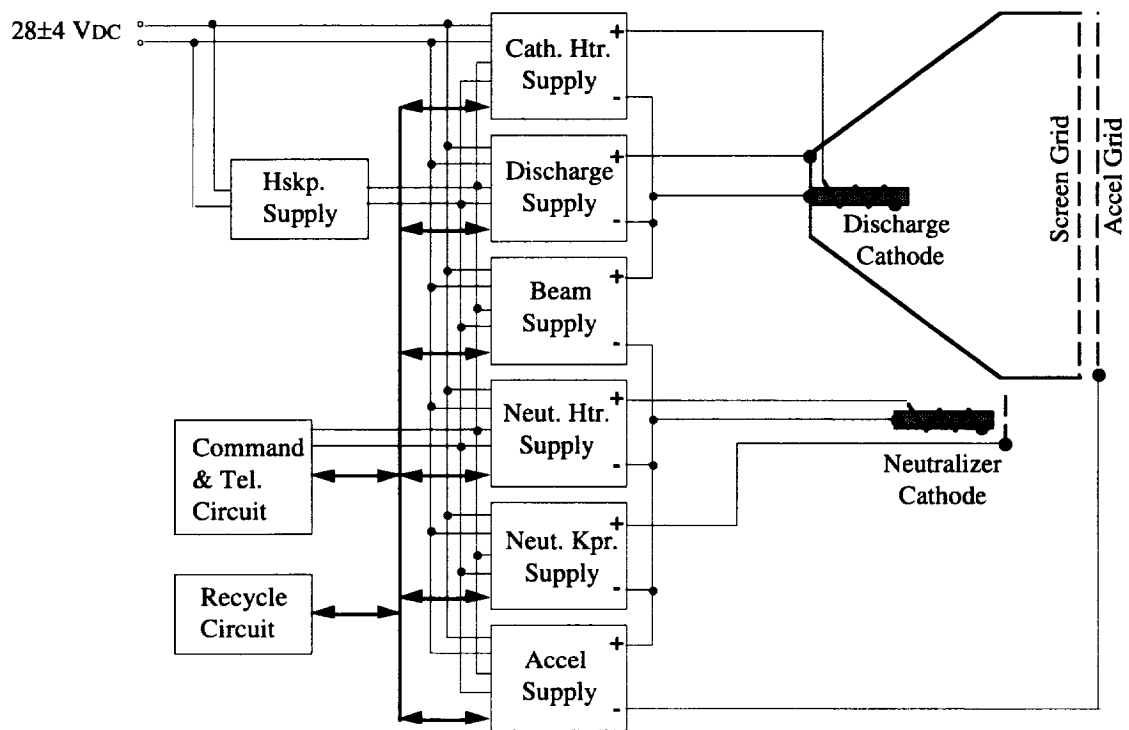 28±4 VDC
Cath. Htr.
Supply
+
-
Hskp.
Supply
Discharge
Supply
+
-
Discharge
Cathode
Screen Grid
Accel Grid
Beam
Supply
+
-
Command
& Tel.
Circuit
Neut. Htr.
Supply
+
-
Neutralizer
Cathode
Neut. Kpr.
Supply
+
-
Recycle
Circuit
Accel
Supply
+
-